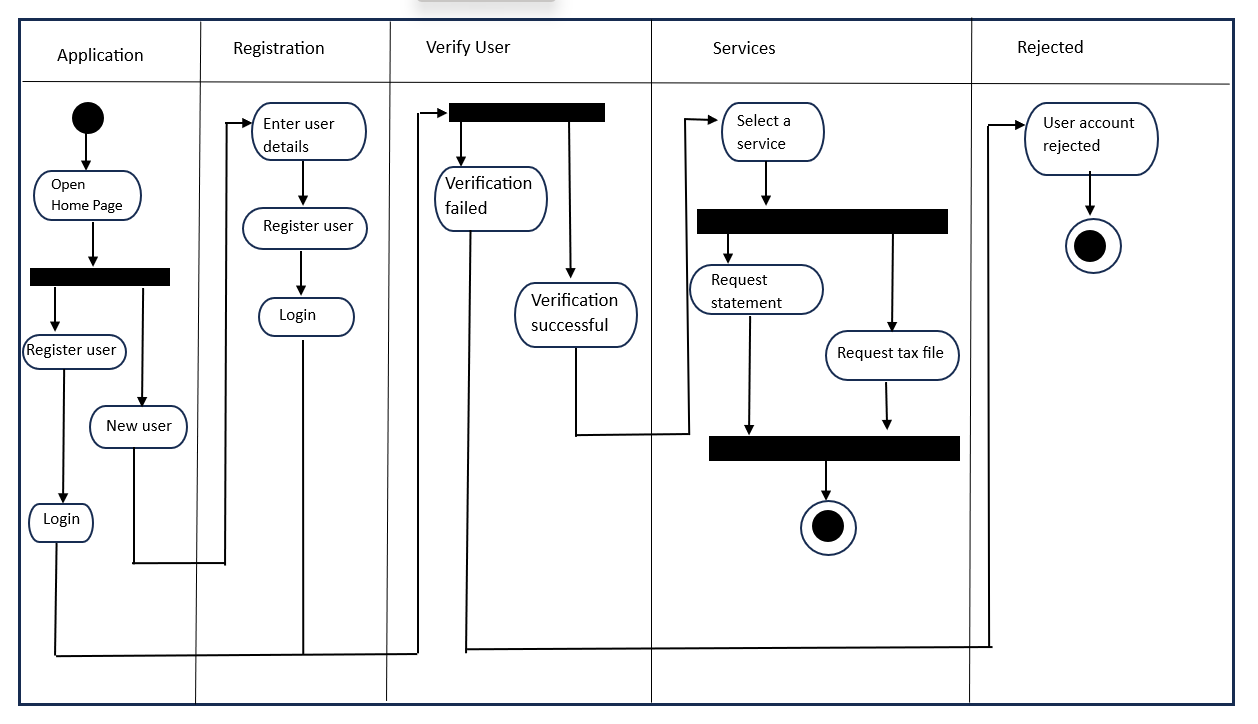 Application
Registration
Verify User
Services
Rejected
Open
Home Page
Register user
New user
Login
Enter user
details
Register user
Login
Verification
failed
Verification
successful
Select a
service
Request
statement
Request tax file
User account
rejected